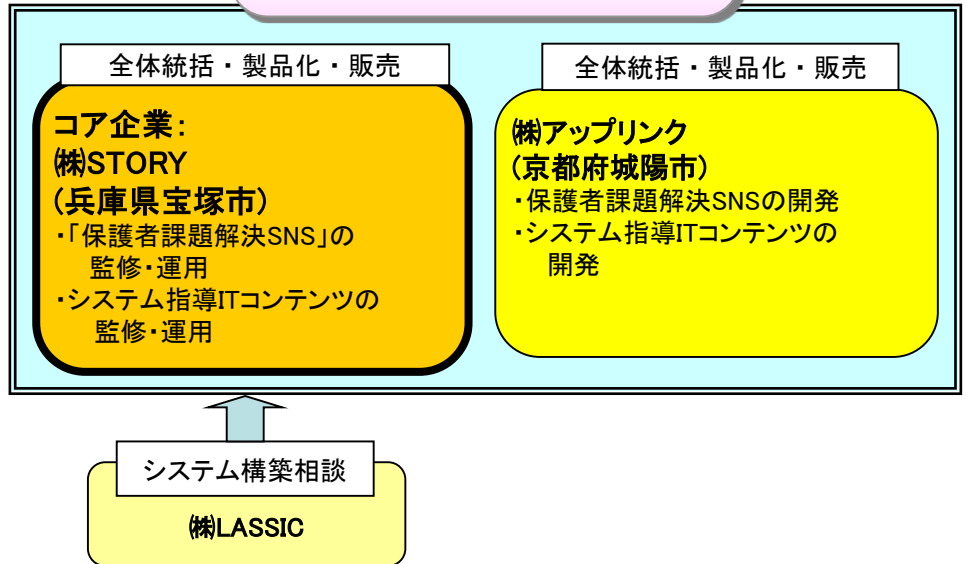 全体統括・製品化・販売
コア企業：
㈱STORY
(兵庫県宝塚市)
・「保護者課題解決SNS」の
監修・運用
・システム指導ITコンテンツの
監修・運用
全体統括・製品化・販売
㈱アップリンク
(京都府城陽市)
・保護者課題解決SNSの開発
・システム指導ITコンテンツの
開発
システム構築相談
㈱LASSIC